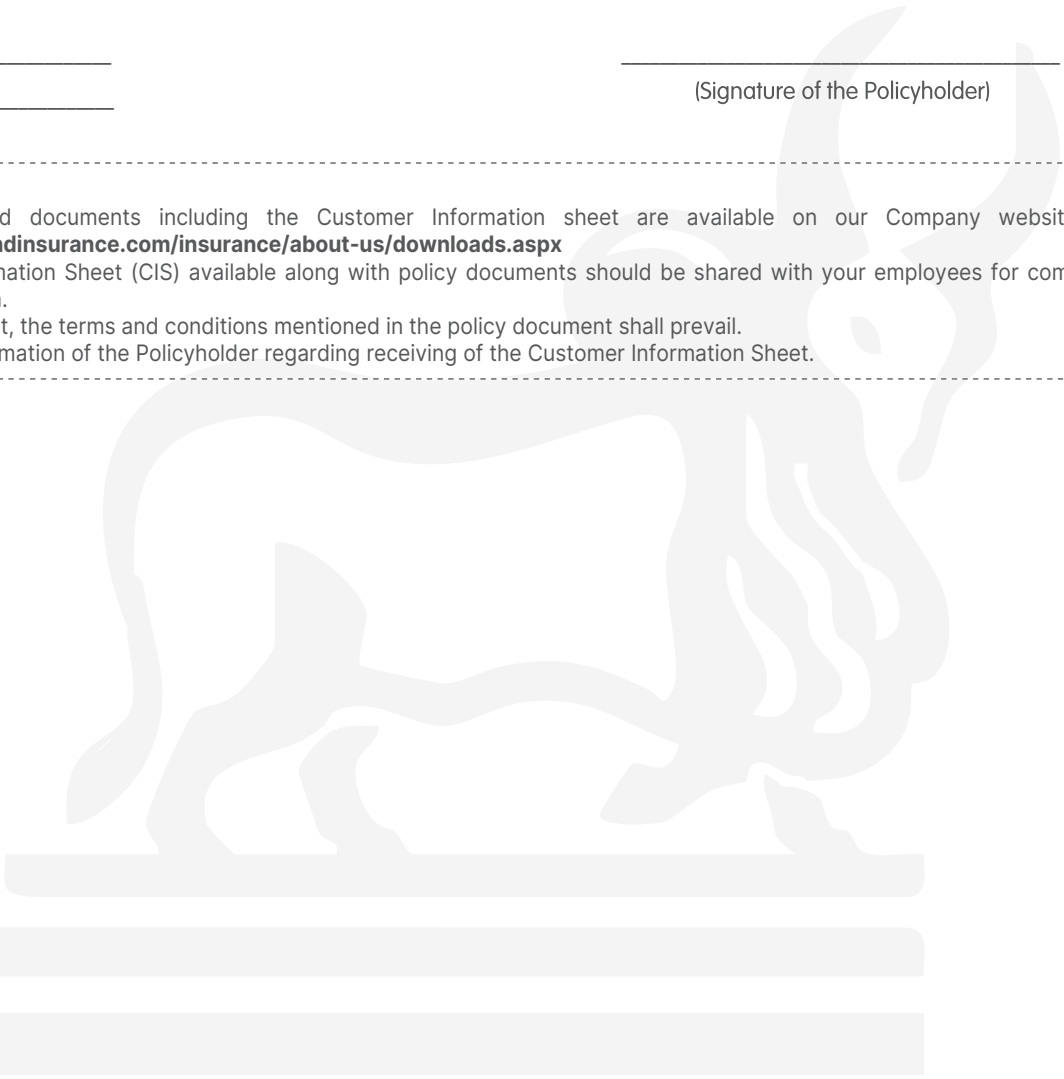 (Signature of the Policyholder)
d documents including the Customer Information sheet are available on our Company websit
dinsurance.com/insurance/about-us/downloads.aspx
mation Sheet (CIS) available along with policy documents should be shared with your employees for com
.
t, the terms and conditions mentioned in the policy document shall prevail.
mation of the Policyholder regarding receiving of the Customer Information Sheet.